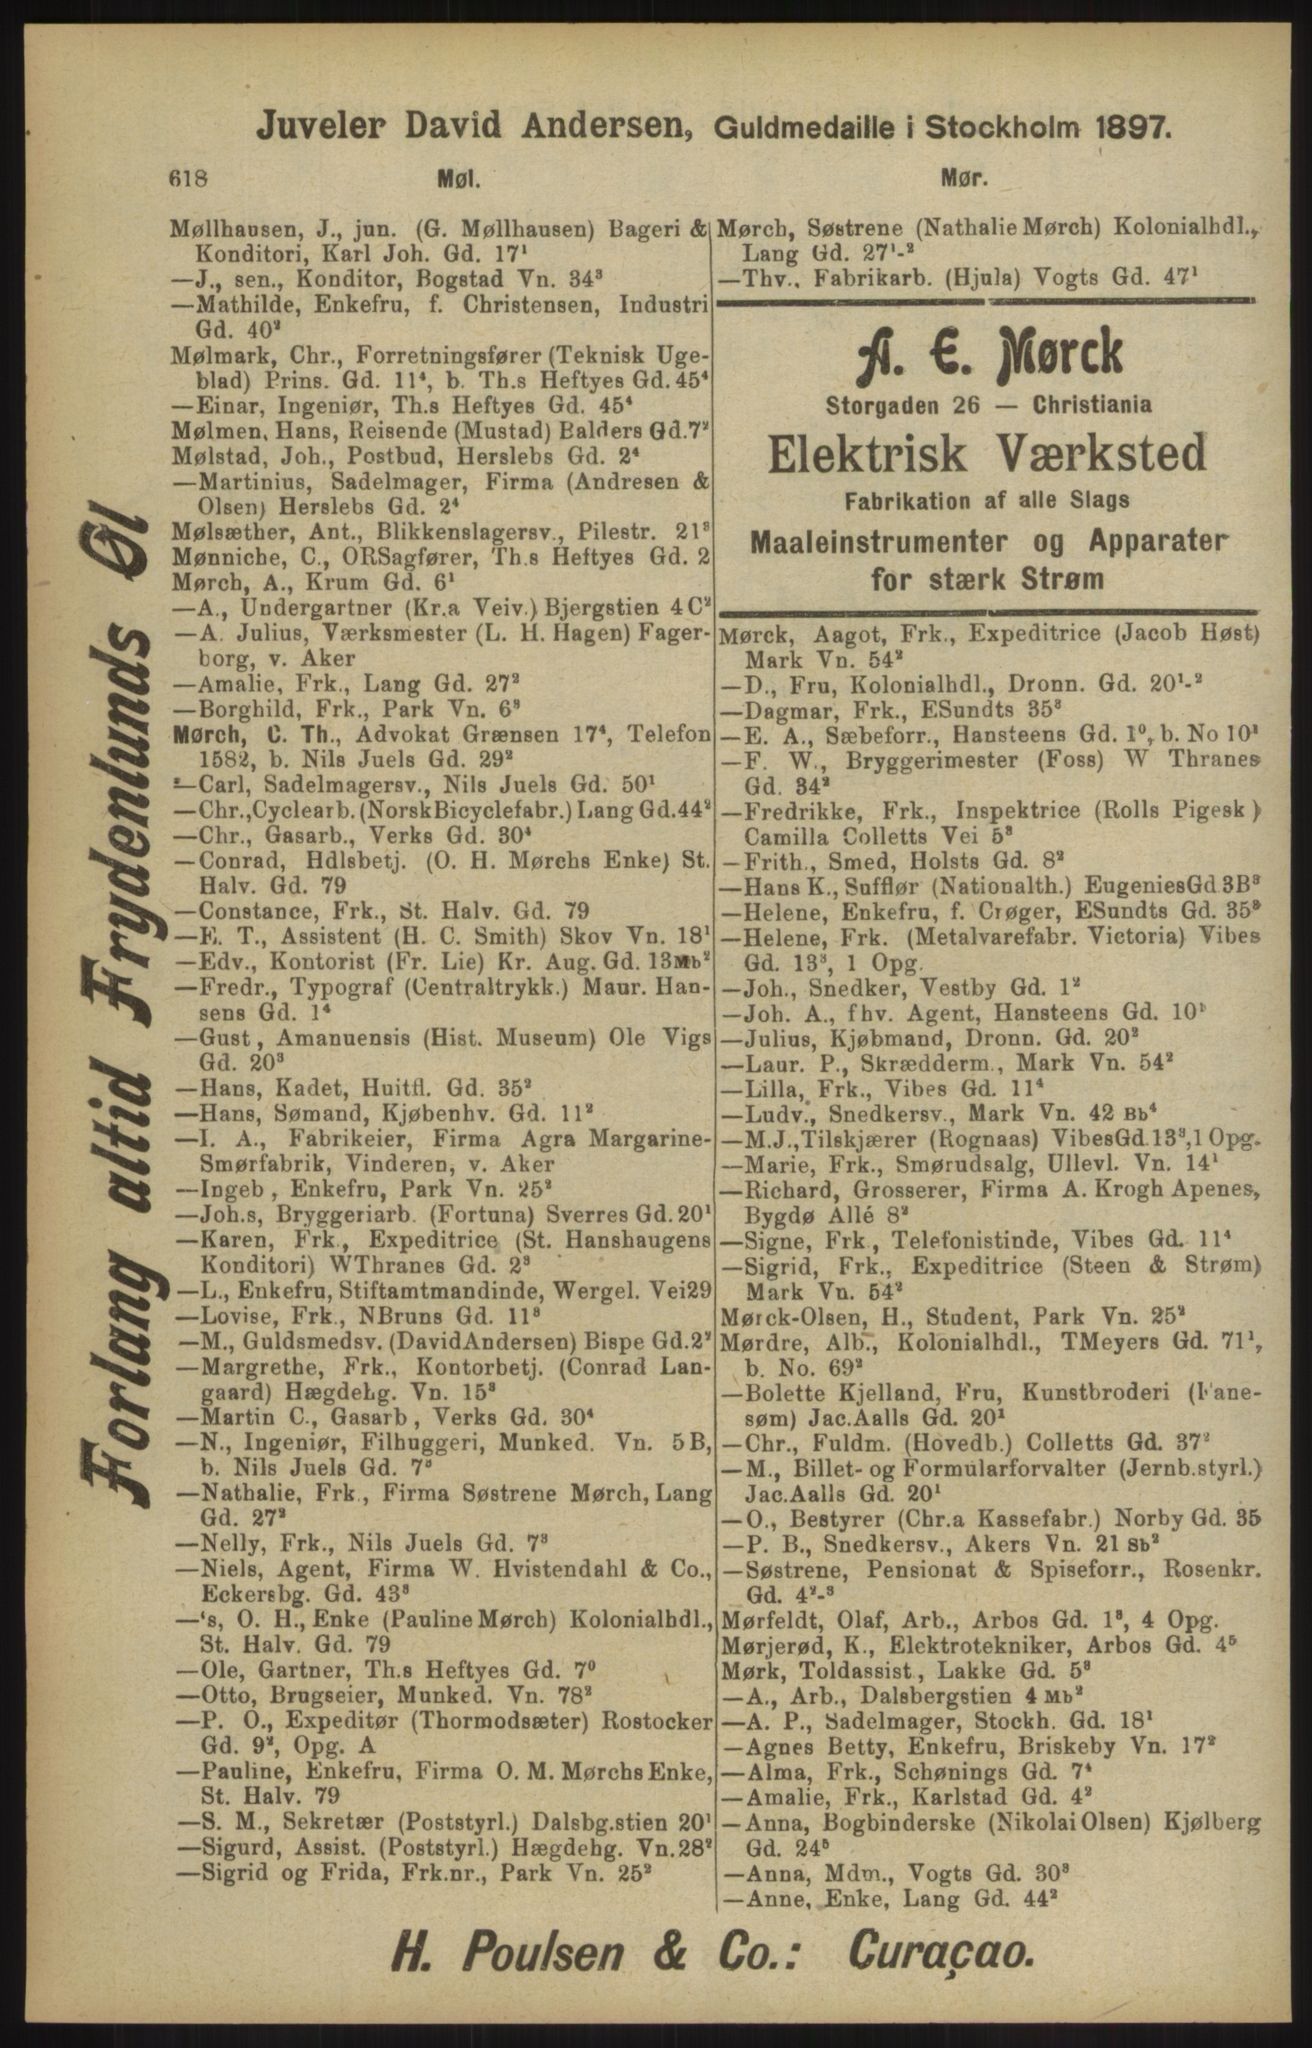 Juveler David Andersen, Guldmedaille i Stockholm 1897.
618 Møl. Mør.
Møllhausen, J., jun. (G. Møllhausen) Bageri &
Konditori, Karl Joh. Gd. 17¹
—J., sen., Konditor, Bogstad Vn. 34³
—Mathilde, Enkefru, f. Christensen, Industri
Gd. 40²
Mølmark, Chr., Forretningsfører (Teknisk Uge-
blad) Prins. Gd. 11⁴, b. Th.s Heftyes Gd. 45⁴
—Einar, Ingeniør, Th.s Heftyes Gd. 45⁴
Mølmen, Hans, Reisende (Mustad) Balders Gd. 7²
Mølstad, Joh., Postbud, Herslebs Gd. 2⁴
—Martinius, Sadelmager, Firma (Andresen &
Olsen) Herslebs Gd. 2⁴
Mølsæther, Ant., Blikkenslagersv., Pilestr. 21³
Mønniche, C., ORSagfører, Th.s Heftyes Gd. 2
Mørch, A., Krum Gd. 6¹
—A., Undergartner (Kr.a Veiv.) Bjergstien 4 C²
—A. Julius, Værksmester (L. H. Hagen) Fager-
borg, v. Aker
—Amalie, Frk., Lang Gd. 27²
—Borghild, Frk., Park Vn. 6³
Mørch, C. Th., Advokat Grænsen 17⁴, Telefon
1582, b. Nils Juels Gd. 29²
—Carl, Sadelmagersv., Nils Juels Gd. 50¹
—Chr., Cyclearb. (Norsk Bicyclefabr.) Lang Gd. 44²
—Chr., Gasarb., Verks Gd. 30⁴
—Conrad, Hdlsbetj. (O. H. Mørchs Enke) St.
Halv. Gd. 79
—Constance, Frk., St. Halv. Gd. 79
—E. T., Assistent (H. C. Smith) Skov Vn. 18¹
—Edv., Kontorist (Fr. Lie) Kr. Aug. Gd. 13 Mb²
—Fredr., Typograf (Centraltrykk.) Maur. Han-
sens Gd. 1⁴
—Gust, Amanuensis (Hist. Museum) Ole Vigs
Gd. 20³
—Hans, Kadet, Huitfl. Gd. 35²
—Hans, Sømand, Kjøbenhv. Gd. 11²
—I. A., Fabrikeier, Firma Agra Margarine-
Smørfabrik, Vinderen, v. Aker
—Ingeb, Enkefru, Park Vn. 25²
—Joh.s, Bryggeriarb. (Fortuna) Sverres Gd. 20¹
—Karen, Frk., Expeditrice (St. Hanshaugens
Konditori) WThranes Gd. 2³
—L., Enkefru, Stiftamtmandinde, Wergel. Vei 29
—Lovise, Frk., NBruns Gd. 11³
—M., Guldsmedsv. (David Andersen) Bispe Gd. 2²
—Margrethe, Frk., Kontorbetj. (Conrad Lan-
gaard) Hægdehg. Vn. 15³
—Martin C., Gasarb, Verks Gd. 30⁴
—N., Ingeniør, Filhuggeri, Munked. Vn. 5 B,
b. Nils Juels Gd. 7³
—Nathalie, Frk., Firma Søstrene Mørch, Lang
Gd. 27²
—Nelly, Frk., Nils Juels Gd. 7³
—Niels, Agent, Firma W. Hvistendahl & Co.,
Eckersbg. Gd. 43³
—'s, O. H., Enke (Pauline Mørch) Kolonialhdl.,
St. Halv. Gd. 79
—Ole, Gartner, Th.s Heftyes Gd. 7⁰
—Otto, Brugseier, Munked. Vn. 78²
—P. O., Expeditør (Thormodsæter) Rostocker
Gd. 9², Opg. A
—Pauline, Enkefru, Firma O. M. Mørchs Enke,
St. Halv. 79
—S. M., Sekretær (Poststyrl.) Dalsbg.stien 20¹
—Sigurd, Assist. (Poststyrl.) Hægdehg. Vn. 28²
—Sigrid og Frida, Frk.nr., Park Vn. 25²
Mørch, Søstrene (Nathalie Mørch) Kolonialhdl.,
Lang Gd. 27¹-²
—Thv., Fabrikarb. (Hjula) Vogts Gd. 47¹
A. E. Mørck
Storgaden 26 — Christiania
Elektrisk Værksted
Fabrikation af alle Slags
Maaleinstrumenter og Apparater
for stærk Strøm
Mørck, Aagot, Frk., Expeditrice (Jacob Høst)
Mark Vn. 54²
—D., Fru, Kolonialhdl., Dronn. Gd. 20¹-²
—Dagmar, Frk., ESundts 35³
—E. A., Sæbeforr., Hansteens Gd. 1⁰, b. No 10¹
—F. W., Bryggerimester (Foss) W Thranes
Gd. 34²
—Fredrikke, Frk., Inspektrice (Rolls Pigesk)
Camilla Colletts Vei 5³
—Frith., Smed, Holsts Gd. 8²
—Hans K., Sufflør (Nationalth.) Eugenies Gd 3B³
—Helene, Enkefru, f. Crøger, ESundts Gd. 35³
—Helene, Frk. (Metalvarefabr. Victoria) Vibes
Gd. 13³, 1 Opg.
—Joh., Snedker, Vestby Gd. 1²
—Joh. A., fhv. Agent, Hansteens Gd. 10¹
—Julius, Kjøbmand, Dronn. Gd. 20²
—Laur. P., Skrædderm., Mark Vn. 54²
—Lilla, Frk., Vibes Gd. 11⁴
—Ludv., Snedkersv., Mark Vn. 42 Bb⁴
—M. J., Tilskjærer (Rognaas) Vibes Gd. 13³, 1 Opg.
—Marie, Frk., Smørudsalg, Ullevl. Vn. 14¹
—Richard, Grosserer, Firma A. Krogh Apenes,
Bygdø Allé 8²
—Signe, Frk., Telefonistinde, Vibes Gd. 11⁴
—Sigrid, Frk., Expeditrice (Steen & Strøm)
Mark Vn. 54²
Mørck-Olsen, H., Student, Park Vn. 25²
Mørdre, Alb., Kolonialhdl., TMeyers Gd. 71¹,
b. No. 69²
—Bolette Kjelland, Fru, Kunstbroderi (Fane-
søm) Jac. Aalls Gd. 20¹
—Chr., Fuldm. (Hovedb.) Colletts Gd. 37²
—M., Billet- og Formularforvalter (Jernb.styrl.)
Jac. Aalls Gd. 20¹
—O., Bestyrer (Chr.a Kassefabr.) Norby Gd. 35
—P. B., Snedkersv., Akers Vn. 21 Sb²
—Søstrene, Pensionat & Spiseforr., Rosenkr.
Gd. 4²-³
Mørfeldt, Olaf, Arb., Arbos Gd. 1³, 4 Opg.
Mørjerød, K., Elektrotekniker, Arbos Gd. 4⁵
Mørk, Toldassist., Lakke Gd. 5³
—A., Arb., Dalsbergstien 4 Mb²
—A. P., Sadelmager, Stockh. Gd. 18¹
—Agnes Betty, Enkefru, Briskeby Vn. 17²
—Alma, Frk., Schønings Gd. 7⁴
—Amalie, Frk., Karlstad Gd. 4²
—Anna, Bogbinderske (Nikolai Olsen) Kjølberg
Gd. 24⁵
—Anna, Mdm., Vogts Gd. 30³
—Anne, Enke, Lang Gd. 44²
Forlang altid Frydenlunds Øl
H. Poulsen & Co.: Curaçao.